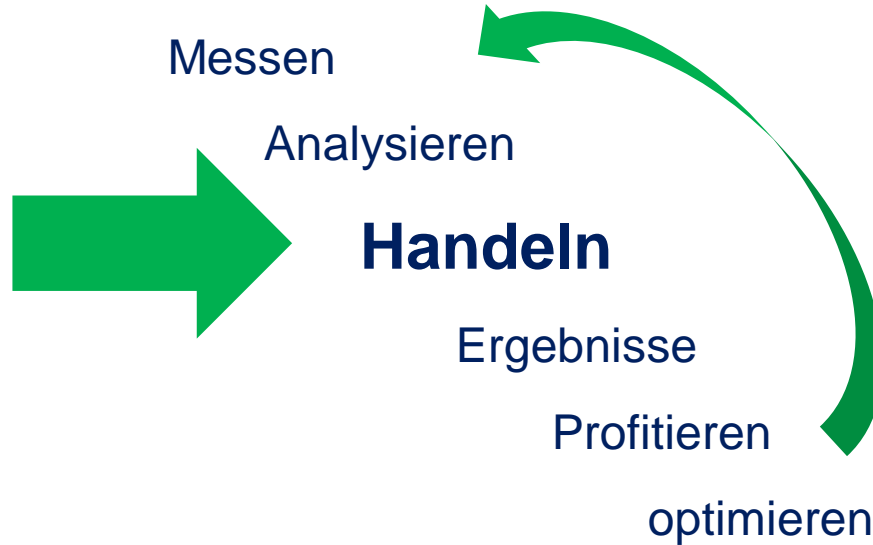 Messen
Analysieren
Handeln
Ergebnisse
Profitieren
optimieren